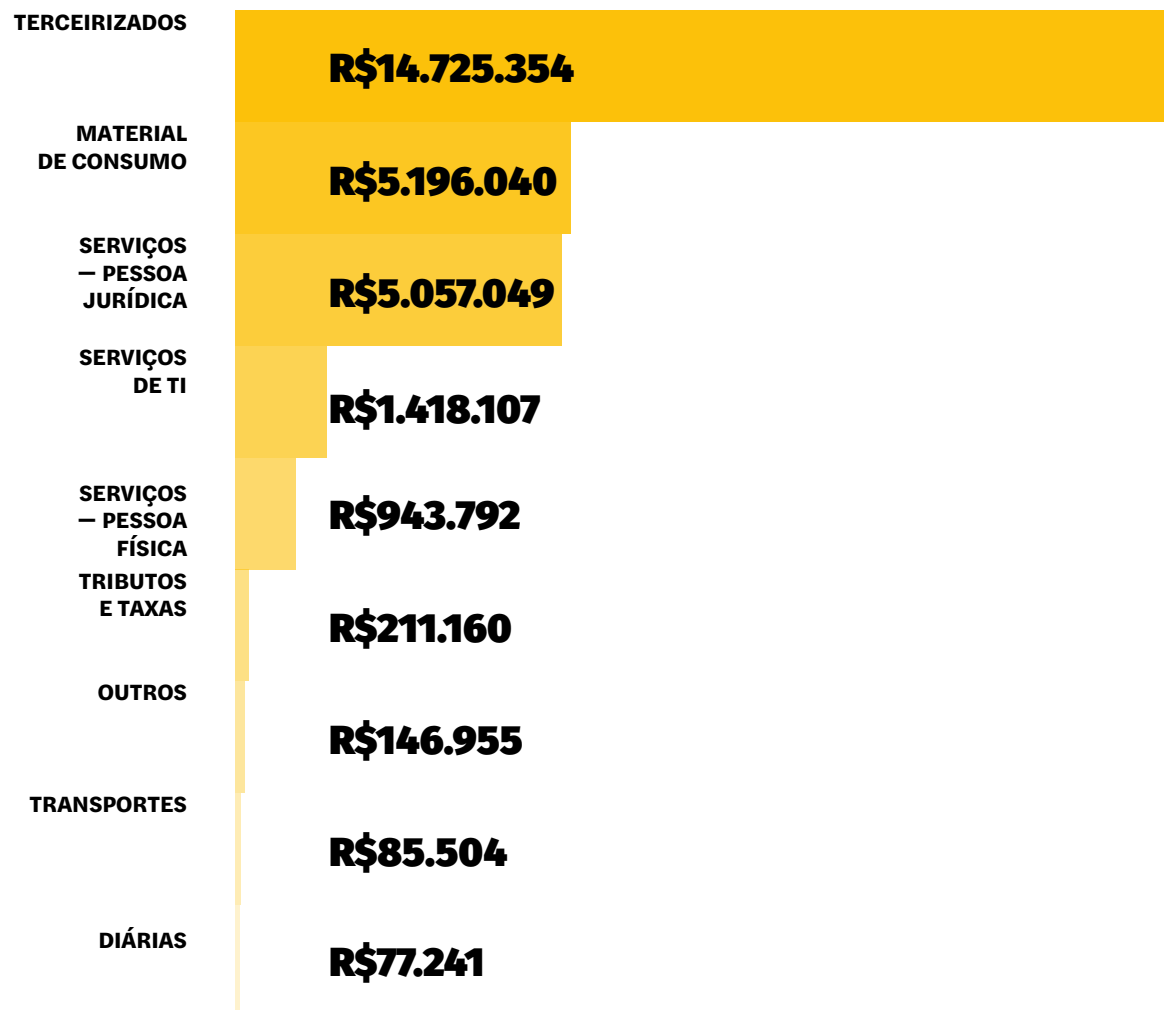 TERCEIRIZADOS
R$14.725.354
MATERIAL
DE CONSUMO
R$5.196.040
SERVIÇOS
— PESSOA
JURÍDICA
R$5.057.049
SERVIÇOS
DE TI
R$1.418.107
SERVIÇOS
— PESSOA
FÍSICA
R$943.792
TRIBUTOS
E TAXAS
R$211.160
OUTROS
R$146.955
TRANSPORTES
R$85.504
DIÁRIAS
R$77.241